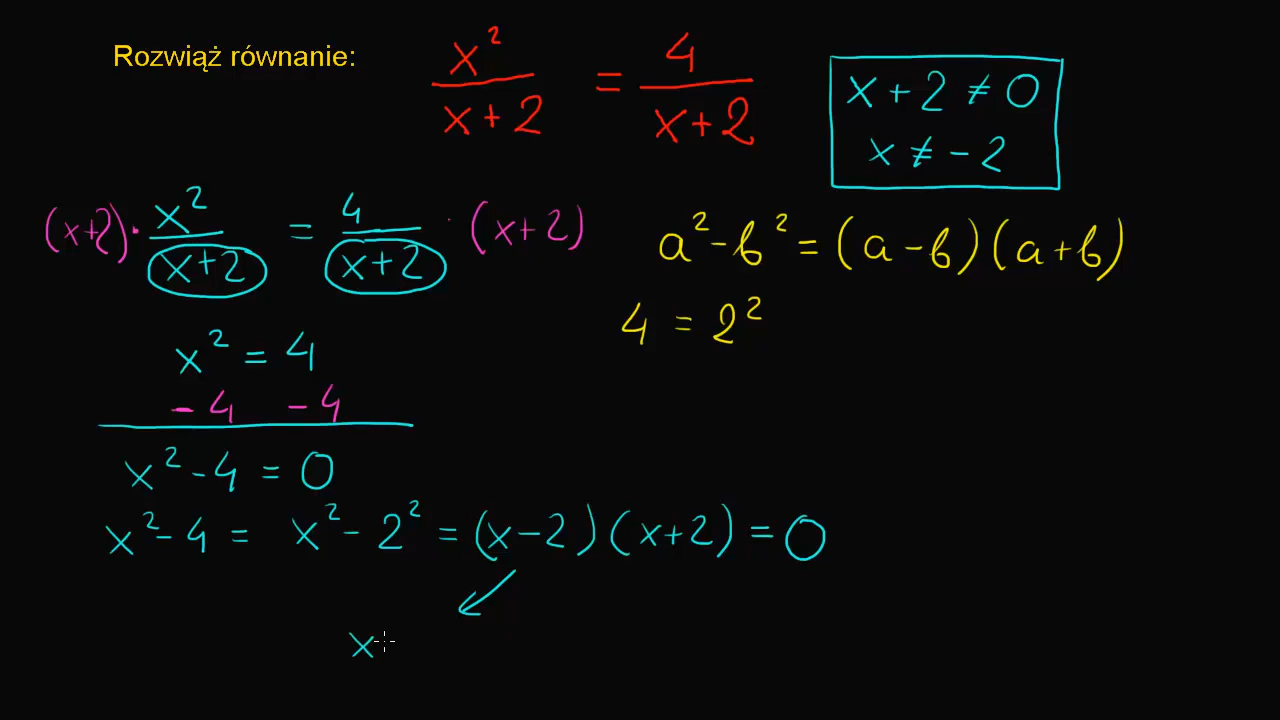 Rozwiąż równanie: x²/(x+2) = 4/(x+2)
x + 2 ≠ 0
x ≠ - 2
(x+2) · x²/(x+2) = 4/(x+2) · (x+2)
a² - b² = (a - b)(a + b)
4 = 2²
x² = 4
- 4 - 4
x² - 4 = 0
x² - 4 = x² - 2² = (x - 2)(x+2) = 0
x